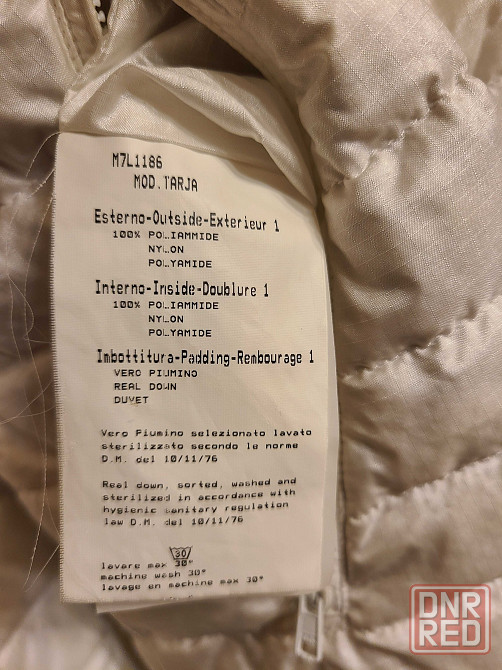 M7L1186
MOD.TARJA
Esterno-Outside-Exterieur 1
100% POLIAMMIDE
NYLON
POLYAMIDE
Interno-Inside-Doublure 1
100% POLIAMMIDE
NYLON
POLYAMIDE
Imbottitura-Padding-Rembourage 1
VERO PIUMINO
REAL DOWN
DUVET
Vero Piumino selezionato lavato
sterilizzato secondo le norme
D.M. del 10/11/76
Real down, sorted, washed and
sterilized in accordance with
hygienic sanitary regulation
law D.M. del 10/11/76
30
lavare max 30°
machine wash 30°
lavage en machine max 30°
DNR
RED